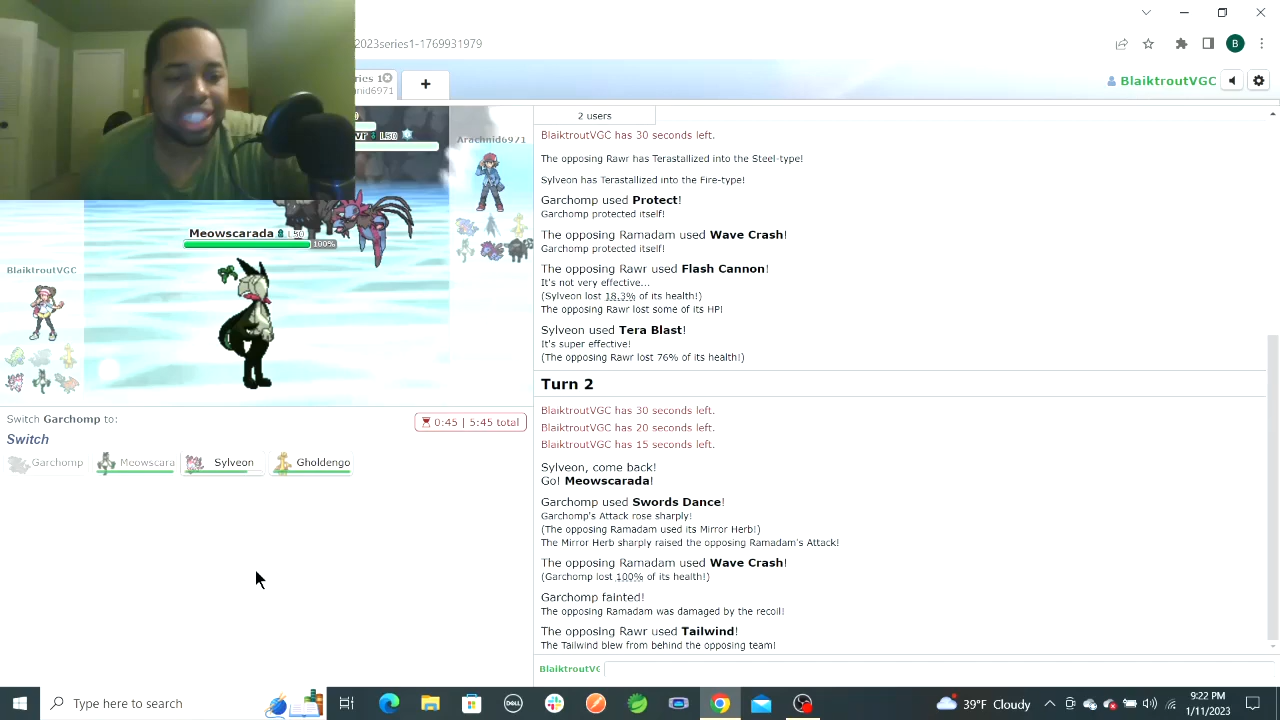 2023series1-1769931979
ries 1
nid6971
+
BlaiktroutVGC
B
2 users
L50
Arachnid6971
Meowscarada L50
100%
BlaiktroutVGC
BlaiktroutVGC has 30 seconds left.
The opposing Rawr has Terastallized into the Steel-type!
Sylveon has Terastallized into the Fire-type!
Garchomp used Protect!
Garchomp protected itself!
The opposing Ramadam used Wave Crash!
Garchomp protected itself!
The opposing Rawr used Flash Cannon!
It's not very effective...
(Sylveon lost 18.3% of its health!)
The opposing Rawr lost some of its HP!
Sylveon used Tera Blast!
It's super effective!
(The opposing Rawr lost 76% of its health!)
Turn 2
BlaiktroutVGC has 30 seconds left.
BlaiktroutVGC has 20 seconds left.
BlaiktroutVGC has 15 seconds left.
Sylveon, come back!
Go! Meowscarada!
Garchomp used Swords Dance!
Garchomp's Attack rose sharply!
(The opposing Ramadam used its Mirror Herb!)
The Mirror Herb sharply raised the opposing Ramadam's Attack!
The opposing Ramadam used Wave Crash!
(Garchomp lost 100% of its health!)
Garchomp fainted!
The opposing Ramadam was damaged by the recoil!
The opposing Rawr used Tailwind!
The Tailwind blew from behind the opposing team!
BlaiktroutVG
Switch Garchomp to:
0:45 | 5:45 total
Switch
Garchomp
Meowscara
Sylveon
Gholdengo
Type here to search
DELL
39°F Cloudy
9:22 PM
1/11/2023